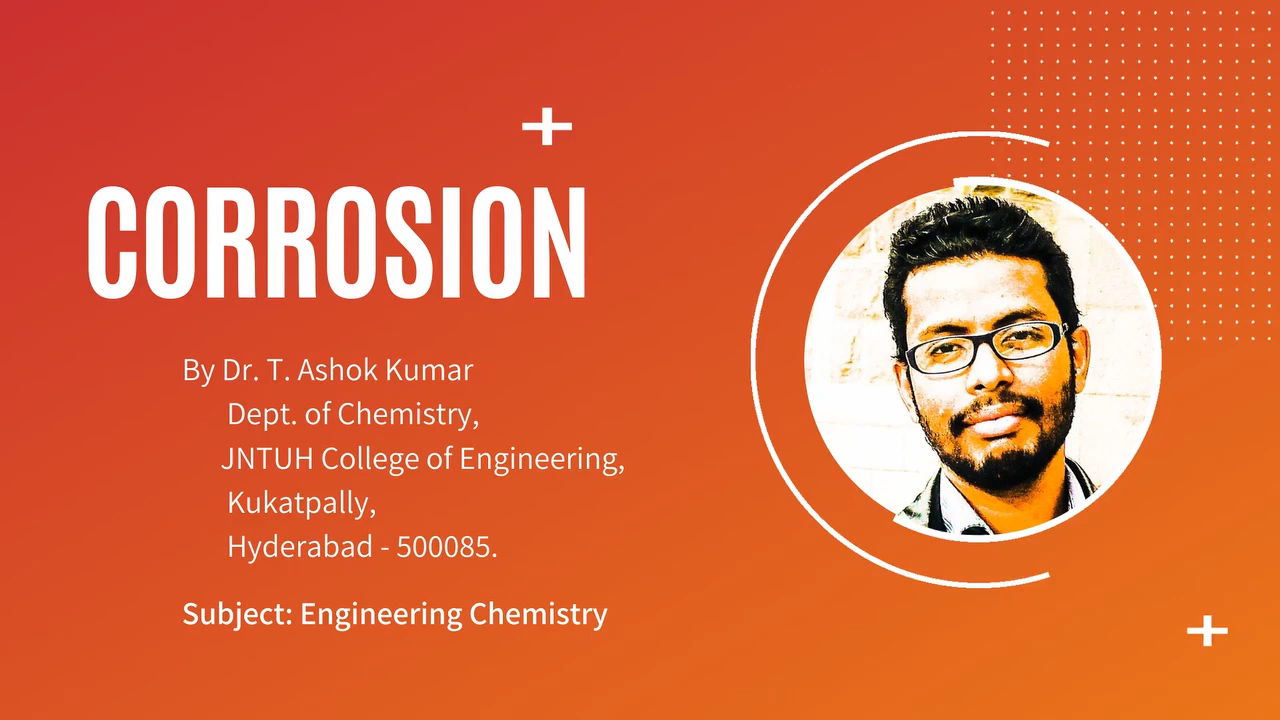 CORROSION
By Dr. T. Ashok Kumar
Dept. of Chemistry,
JNTUH College of Engineering,
Kukatpally,
Hyderabad - 500085.
Subject: Engineering Chemistry